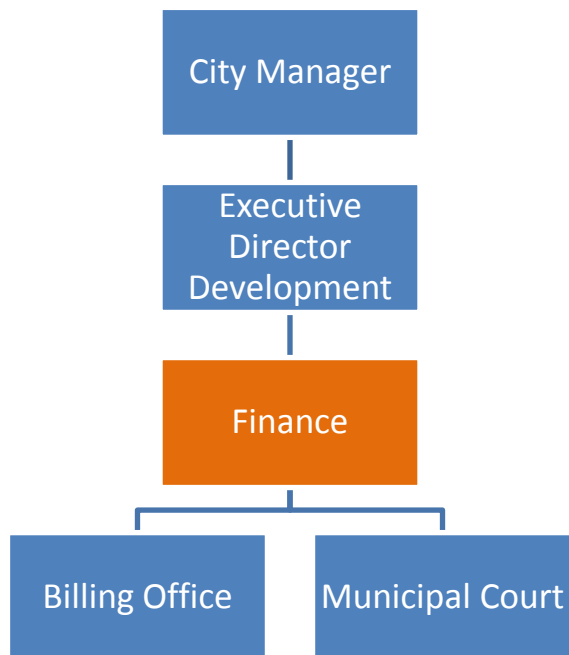 City Manager
Executive
Director
Development
Finance
Billing Office
Municipal Court